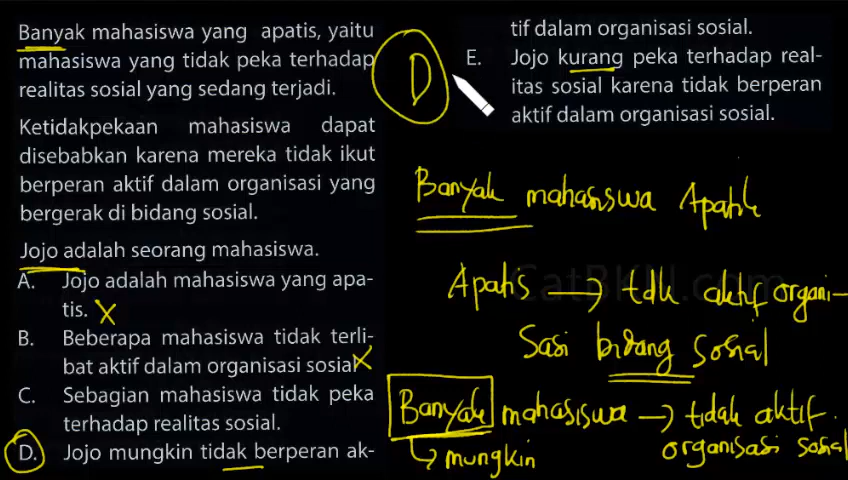 Banyak mahasiswa yang apatis, yaitu
mahasiswa yang tidak peka terhadap
realitas sosial yang sedang terjadi.
Ketidakpekaan mahasiswa dapat
disebabkan karena mereka tidak ikut
berperan aktif dalam organisasi yang
bergerak di bidang sosial.
Jojo adalah seorang mahasiswa.
A. Jojo adalah mahasiswa yang apa-
tis. X
B. Beberapa mahasiswa tidak terli-
bat aktif dalam organisasi sosial X
C. Sebagian mahasiswa tidak peka
terhadap realitas sosial.
D. Jojo mungkin tidak berperan ak-
tif dalam organisasi sosial.
E. Jojo kurang peka terhadap real-
itas sosial karena tidak berperan
aktif dalam organisasi sosial.
D
Banyak mahasiswa Apatis
Apatis → tdk aktif organi-
sasi bidang sosial
Banyak mahasiswa → tidak aktif.
organisasi sosial
↳ mungkin